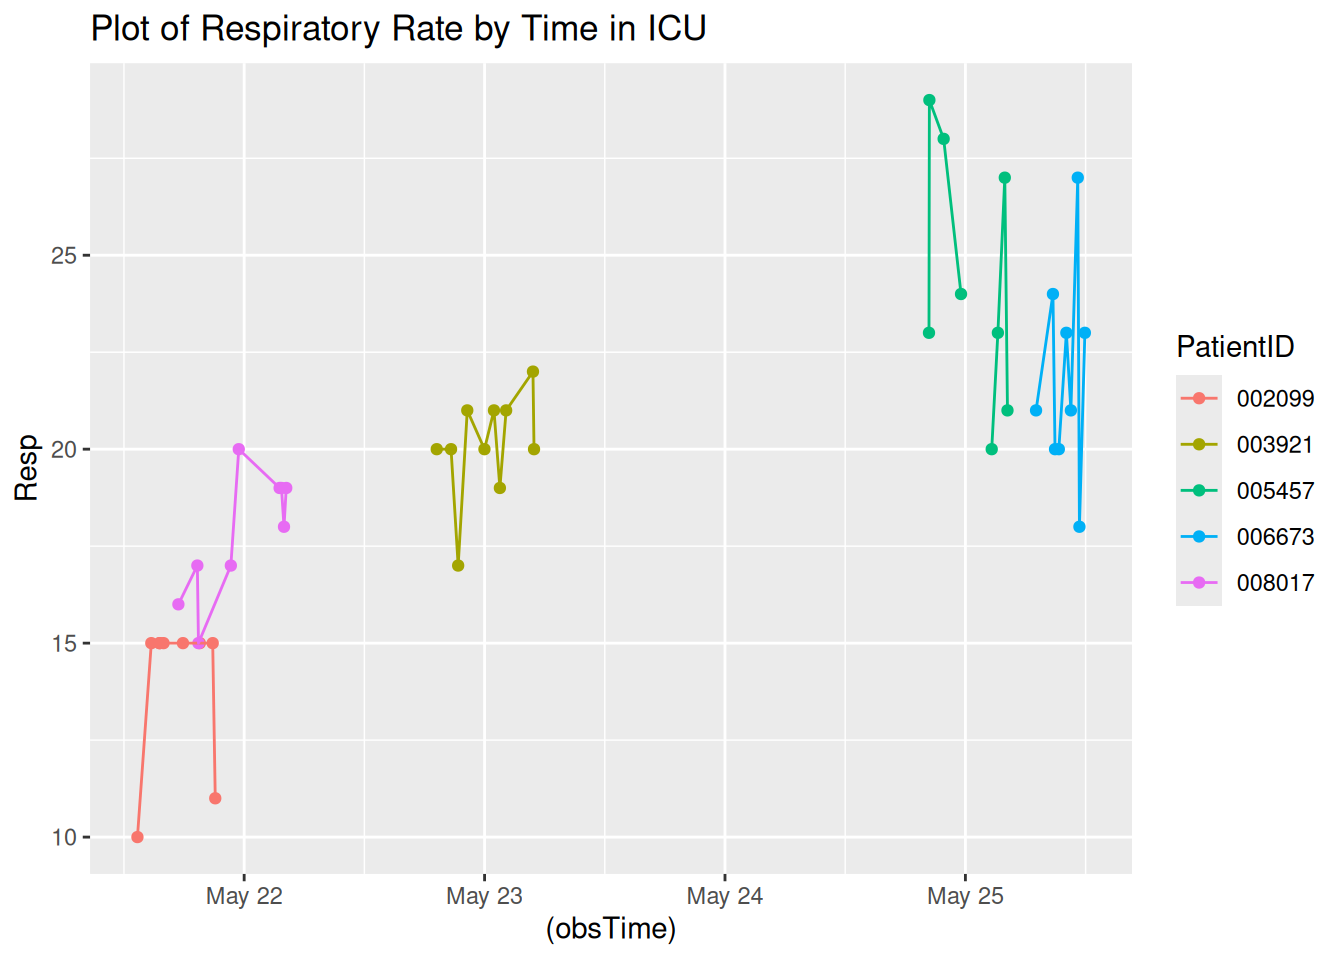 Plot of Respiratory Rate by Time in ICU
Resp
25
20
15
10
May 22
May 23
May 24
May 25
(obsTime)
PatientID
002099
003921
005457
006673
008017